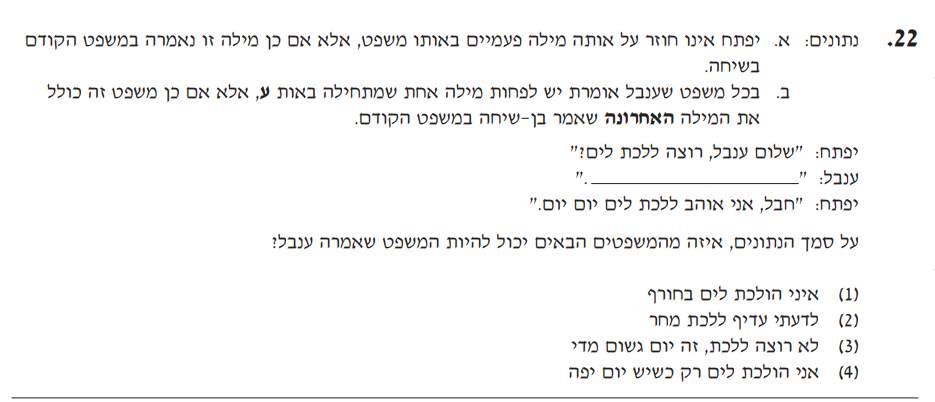 22. נתונים: א. יפתח אינו חוזר על אותה מילה פעמיים באותו משפט, אלא אם כן מילה זו נאמרה במשפט הקודם
בשיחה.
ב. בכל משפט שענבל אומרת יש לפחות מילה אחת שמתחילה באות ע, אלא אם כן משפט זה כולל
את המילה האחרונה שאמר בן-שיחה במשפט הקודם.
יפתח: "שלום ענבל, רוצה ללכת לים?"
ענבל: "____________________."
יפתח: "חבל, אני אוהב ללכת לים יום יום."
על סמך הנתונים, איזה מהמשפטים הבאים יכול להיות המשפט שאמרה ענבל?
(1) איני הולכת לים בחורף
(2) לדעתי עדיף ללכת מחר
(3) לא רוצה ללכת, זה יום גשום מדי
(4) אני הולכת לים רק כשיש יום יפה